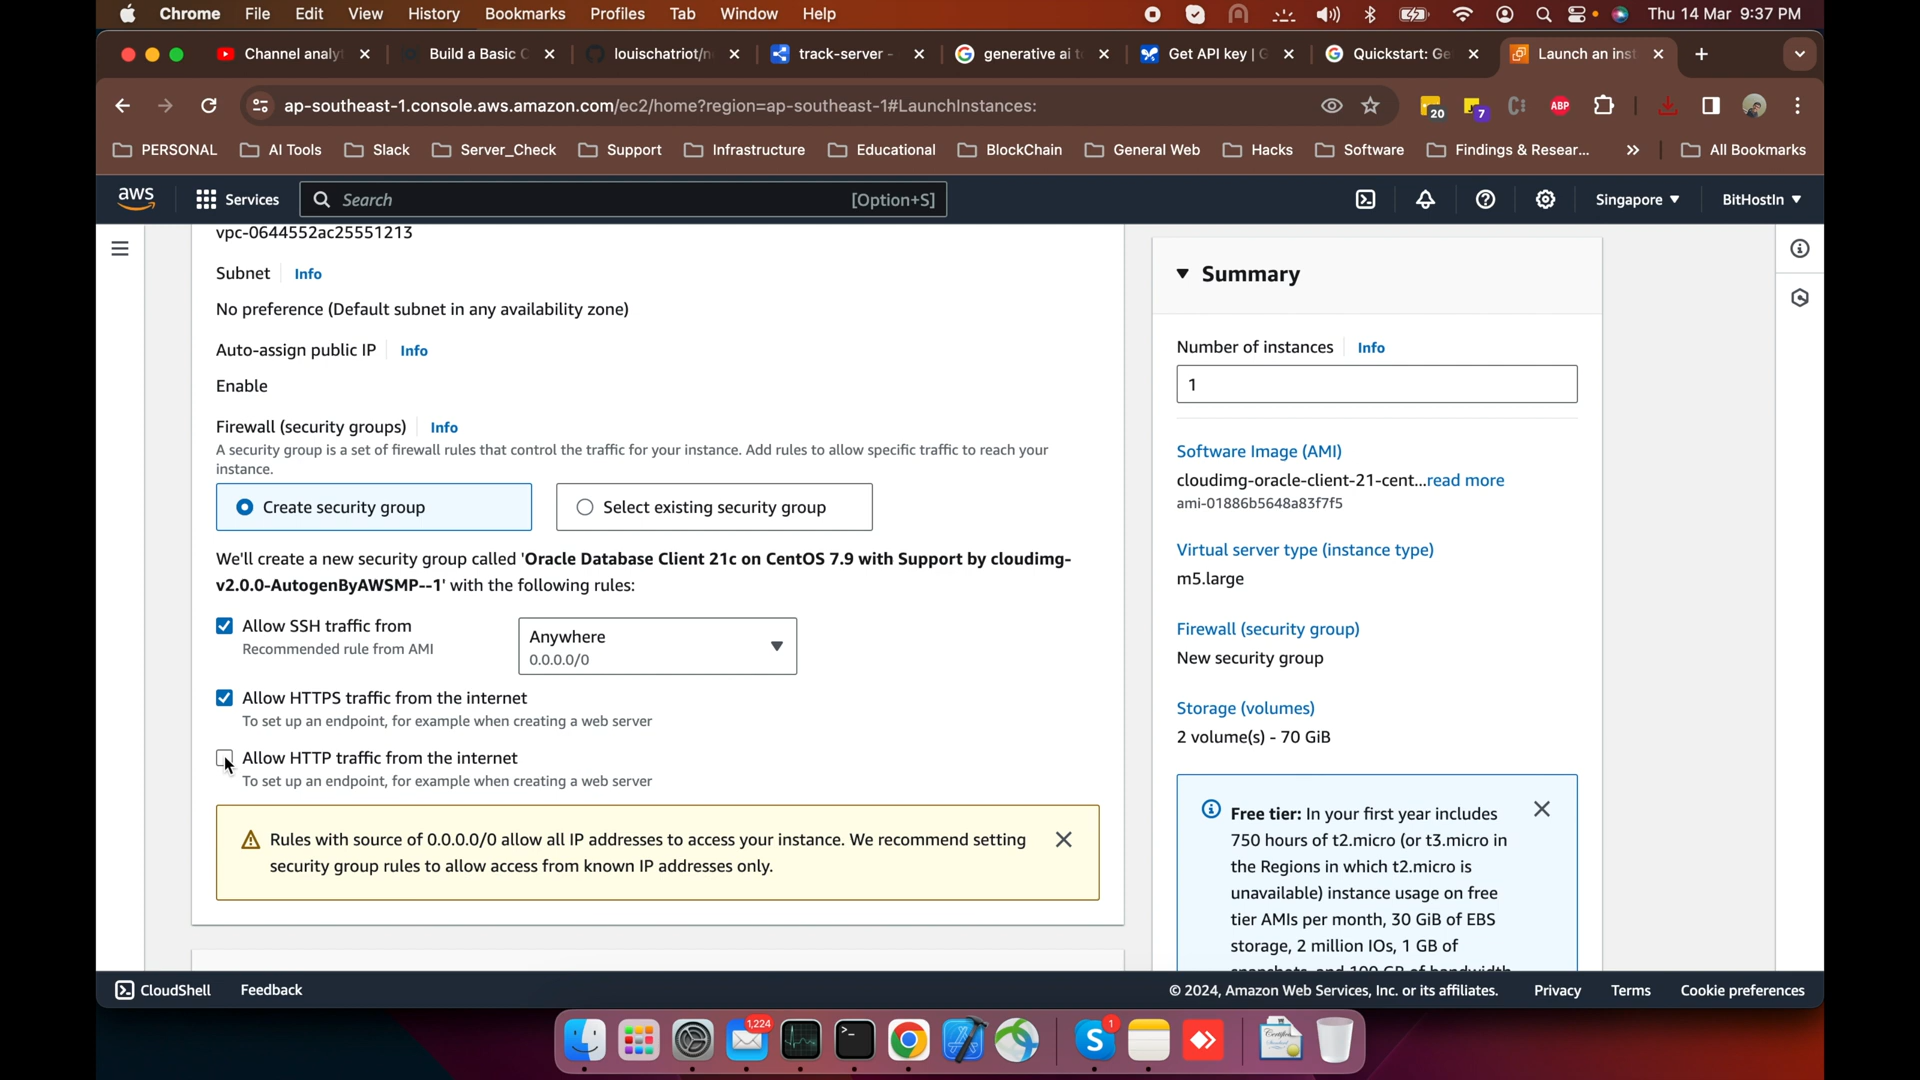 Chrome File Edit View History Bookmarks Profiles Tab Window Help Thu 14 Mar 9:37 PM
Channel analy Build a Basic C louischatriot/n track-server - generative ai t Get API key | G Quickstart: Ge Launch an inst
ap-southeast-1.console.aws.amazon.com/ec2/home?region=ap-southeast-1#LaunchInstances: 20 7 ABP
PERSONAL AI Tools Slack Server_Check Support Infrastructure Educational BlockChain General Web Hacks Software Findings & Resear... » All Bookmarks
aws Services Search [Option+S] Singapore BitHostIn
vpc-0644552ac25551213
Subnet Info
No preference (Default subnet in any availability zone)
Auto-assign public IP Info
Enable
Firewall (security groups) Info
A security group is a set of firewall rules that control the traffic for your instance. Add rules to allow specific traffic to reach your
instance.
Create security group Select existing security group
We'll create a new security group called 'Oracle Database Client 21c on CentOS 7.9 with Support by cloudimg-
v2.0.0-AutogenByAWSMP--1' with the following rules:
Allow SSH traffic from
Recommended rule from AMI
Anywhere
0.0.0.0/0
Allow HTTPS traffic from the internet
To set up an endpoint, for example when creating a web server
Allow HTTP traffic from the internet
To set up an endpoint, for example when creating a web server
Rules with source of 0.0.0.0/0 allow all IP addresses to access your instance. We recommend setting
security group rules to allow access from known IP addresses only.
Summary
Number of instances Info
1
Software Image (AMI)
cloudimg-oracle-client-21-cent...read more
ami-01886b5648a83f7f5
Virtual server type (instance type)
m5.large
Firewall (security group)
New security group
Storage (volumes)
2 volume(s) - 70 GiB
Free tier: In your first year includes
750 hours of t2.micro (or t3.micro in
the Regions in which t2.micro is
unavailable) instance usage on free
tier AMIs per month, 30 GiB of EBS
storage, 2 million IOs, 1 GB of
snapshots, and 100 GB of bandwidth
CloudShell Feedback © 2024, Amazon Web Services, Inc. or its affiliates. Privacy Terms Cookie preferences
1,224 1